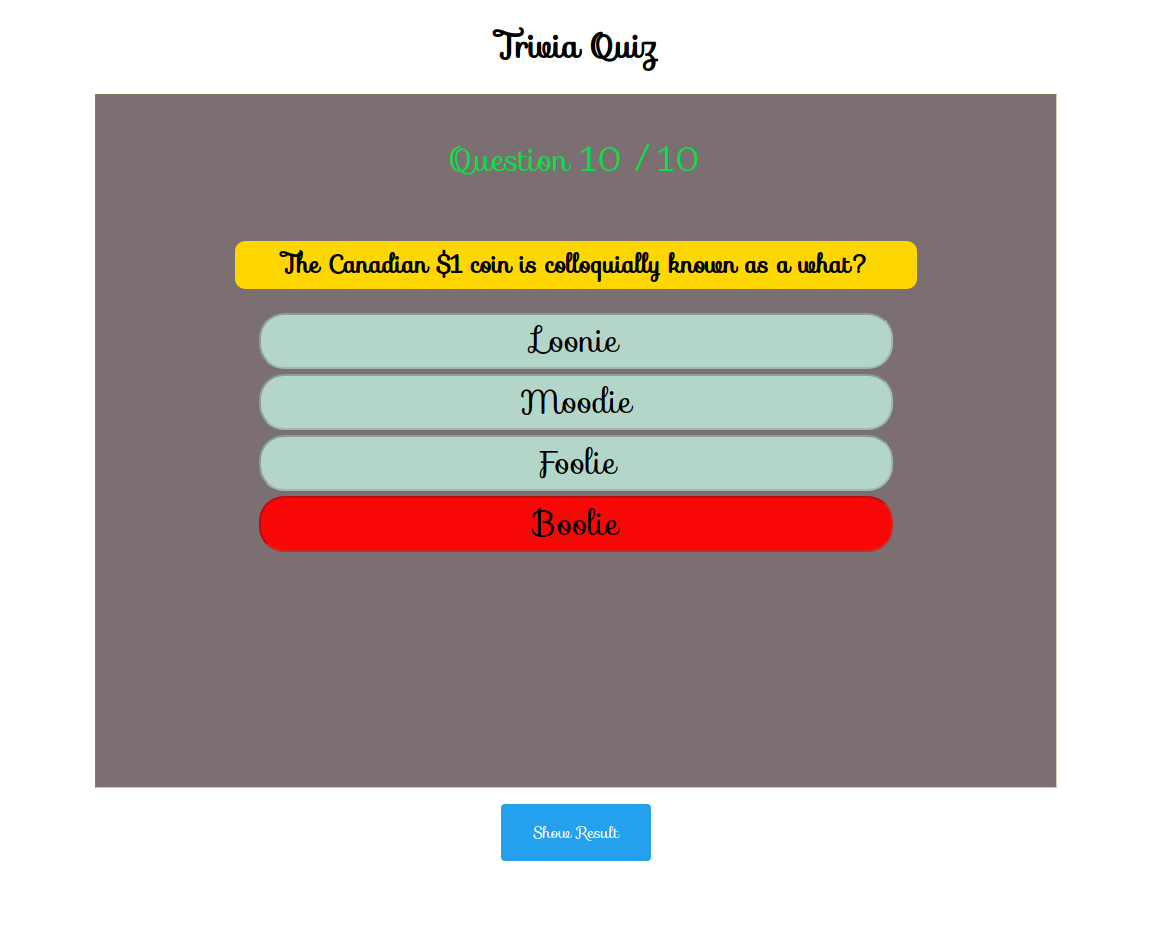 Trivia Quiz
Question 10 / 10
The Canadian $1 coin is colloquially known as a what?
Loonie
Moodie
Foolie
Boolie
Show Result